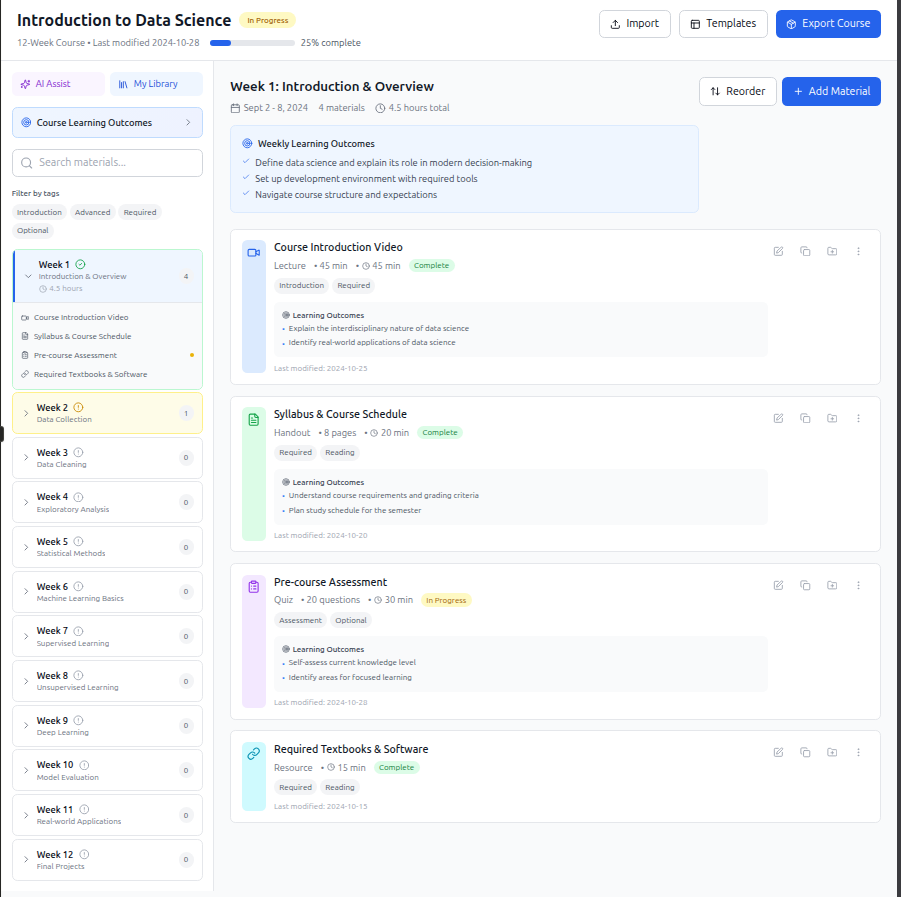 Introduction to Data Science In Progress
12-Week Course • Last modified 2024-10-28 25% complete
Import Templates Export Course
AI Assist My Library
Course Learning Outcomes
Search materials...
Filter by tags
Introduction Advanced Required
Optional
Week 1
Introduction & Overview 4
4.5 hours
Course Introduction Video
Syllabus & Course Schedule
Pre-course Assessment
Required Textbooks & Software
Week 2
Data Collection 1
Week 3
Data Cleaning 0
Week 4
Exploratory Analysis 0
Week 5
Statistical Methods 0
Week 6
Machine Learning Basics 0
Week 7
Supervised Learning 0
Week 8
Unsupervised Learning 0
Week 9
Deep Learning 0
Week 10
Model Evaluation 0
Week 11
Real-world Applications 0
Week 12
Final Projects 0
Week 1: Introduction & Overview
Sept 2 - 8, 2024 4 materials 4.5 hours total
Reorder + Add Material
Weekly Learning Outcomes
Define data science and explain its role in modern decision-making
Set up development environment with required tools
Navigate course structure and expectations
Course Introduction Video
Lecture • 45 min • 45 min Complete
Introduction Required
Learning Outcomes
• Explain the interdisciplinary nature of data science
• Identify real-world applications of data science
Last modified: 2024-10-25
Syllabus & Course Schedule
Handout • 8 pages • 20 min Complete
Required Reading
Learning Outcomes
• Understand course requirements and grading criteria
• Plan study schedule for the semester
Last modified: 2024-10-20
Pre-course Assessment
Quiz • 20 questions • 30 min In Progress
Assessment Optional
Learning Outcomes
• Self-assess current knowledge level
• Identify areas for focused learning
Last modified: 2024-10-28
Required Textbooks & Software
Resource • 15 min Complete
Required Reading
Last modified: 2024-10-15